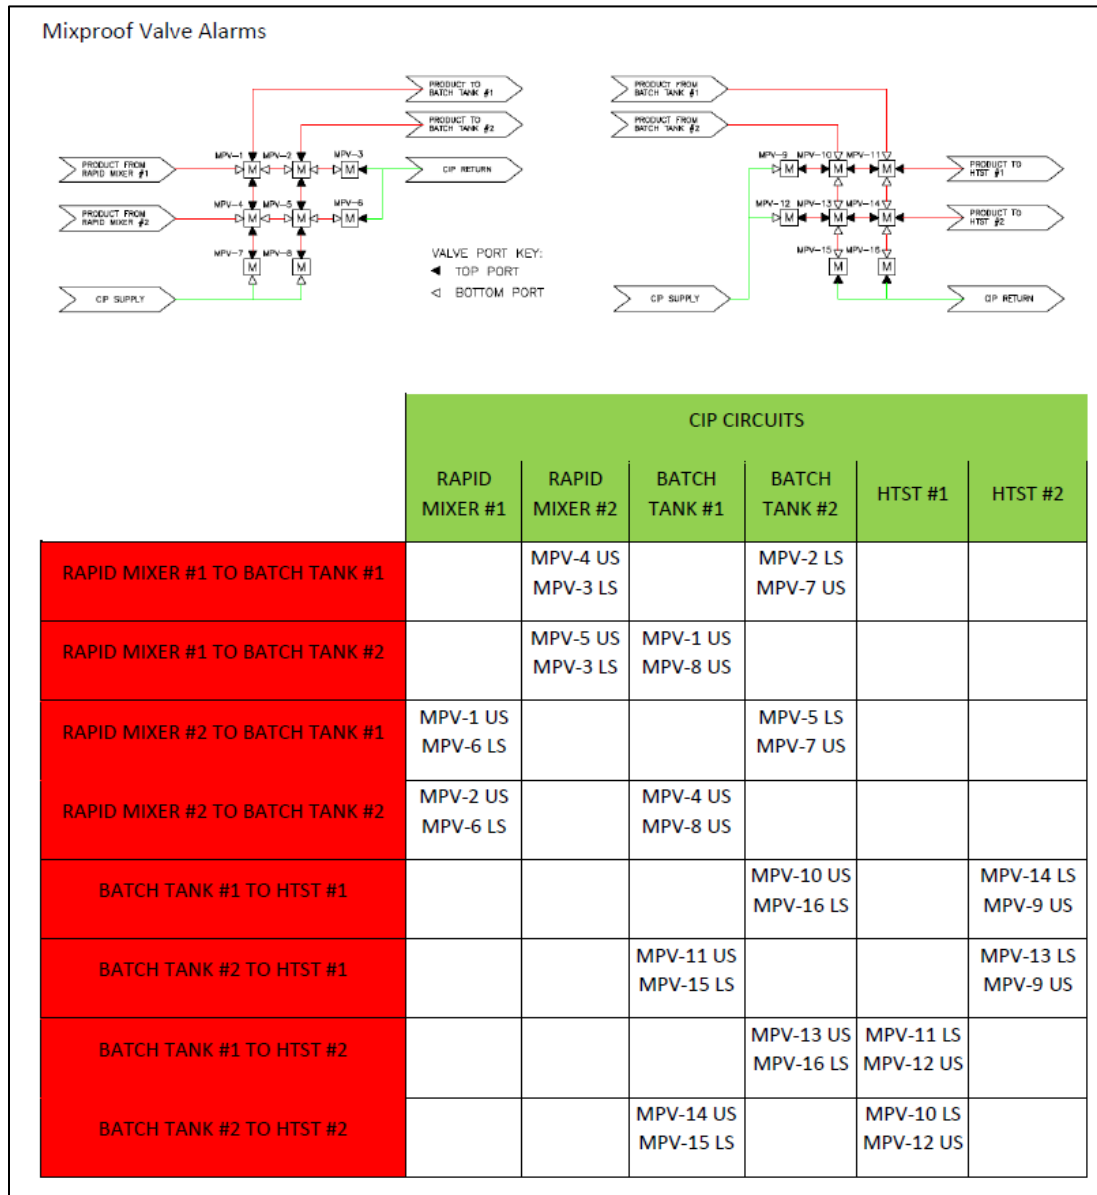 Mixproof Valve Alarms
PRODUCT TO
BATCH TANK #1
PRODUCT TO
BATCH TANK #2
PRODUCT FROM
RAPID MIXER #1
MPV-1
MPV-2
MPV-3
M
M
M
CIP RETURN
PRODUCT FROM
RAPID MIXER #2
MPV-4
MPV-5
MPV-6
M
M
M
MPV-7
MPV-8
M
M
CIP SUPPLY
VALVE PORT KEY:
TOP PORT
BOTTOM PORT
PRODUCT FROM
BATCH TANK #1
PRODUCT FROM
BATCH TANK #2
MPV-9
MPV-10
MPV-11
M
M
M
PRODUCT TO
HTST #1
MPV-12
MPV-13
MPV-14
M
M
M
PRODUCT TO
HTST #2
MPV-15
MPV-16
M
M
CIP SUPPLY
CIP RETURN
CIP CIRCUITS
RAPID MIXER #1
RAPID MIXER #2
BATCH TANK #1
BATCH TANK #2
HTST #1
HTST #2
RAPID MIXER #1 TO BATCH TANK #1
MPV-4 US
MPV-3 LS
MPV-2 LS
MPV-7 US
RAPID MIXER #1 TO BATCH TANK #2
MPV-5 US
MPV-3 LS
MPV-1 US
MPV-8 US
RAPID MIXER #2 TO BATCH TANK #1
MPV-1 US
MPV-6 LS
MPV-5 LS
MPV-7 US
RAPID MIXER #2 TO BATCH TANK #2
MPV-2 US
MPV-6 LS
MPV-4 US
MPV-8 US
BATCH TANK #1 TO HTST #1
MPV-10 US
MPV-16 LS
MPV-14 LS
MPV-9 US
BATCH TANK #2 TO HTST #1
MPV-11 US
MPV-15 LS
MPV-13 LS
MPV-9 US
BATCH TANK #1 TO HTST #2
MPV-13 US
MPV-16 LS
MPV-11 LS
MPV-12 US
BATCH TANK #2 TO HTST #2
MPV-14 US
MPV-15 LS
MPV-10 LS
MPV-12 US